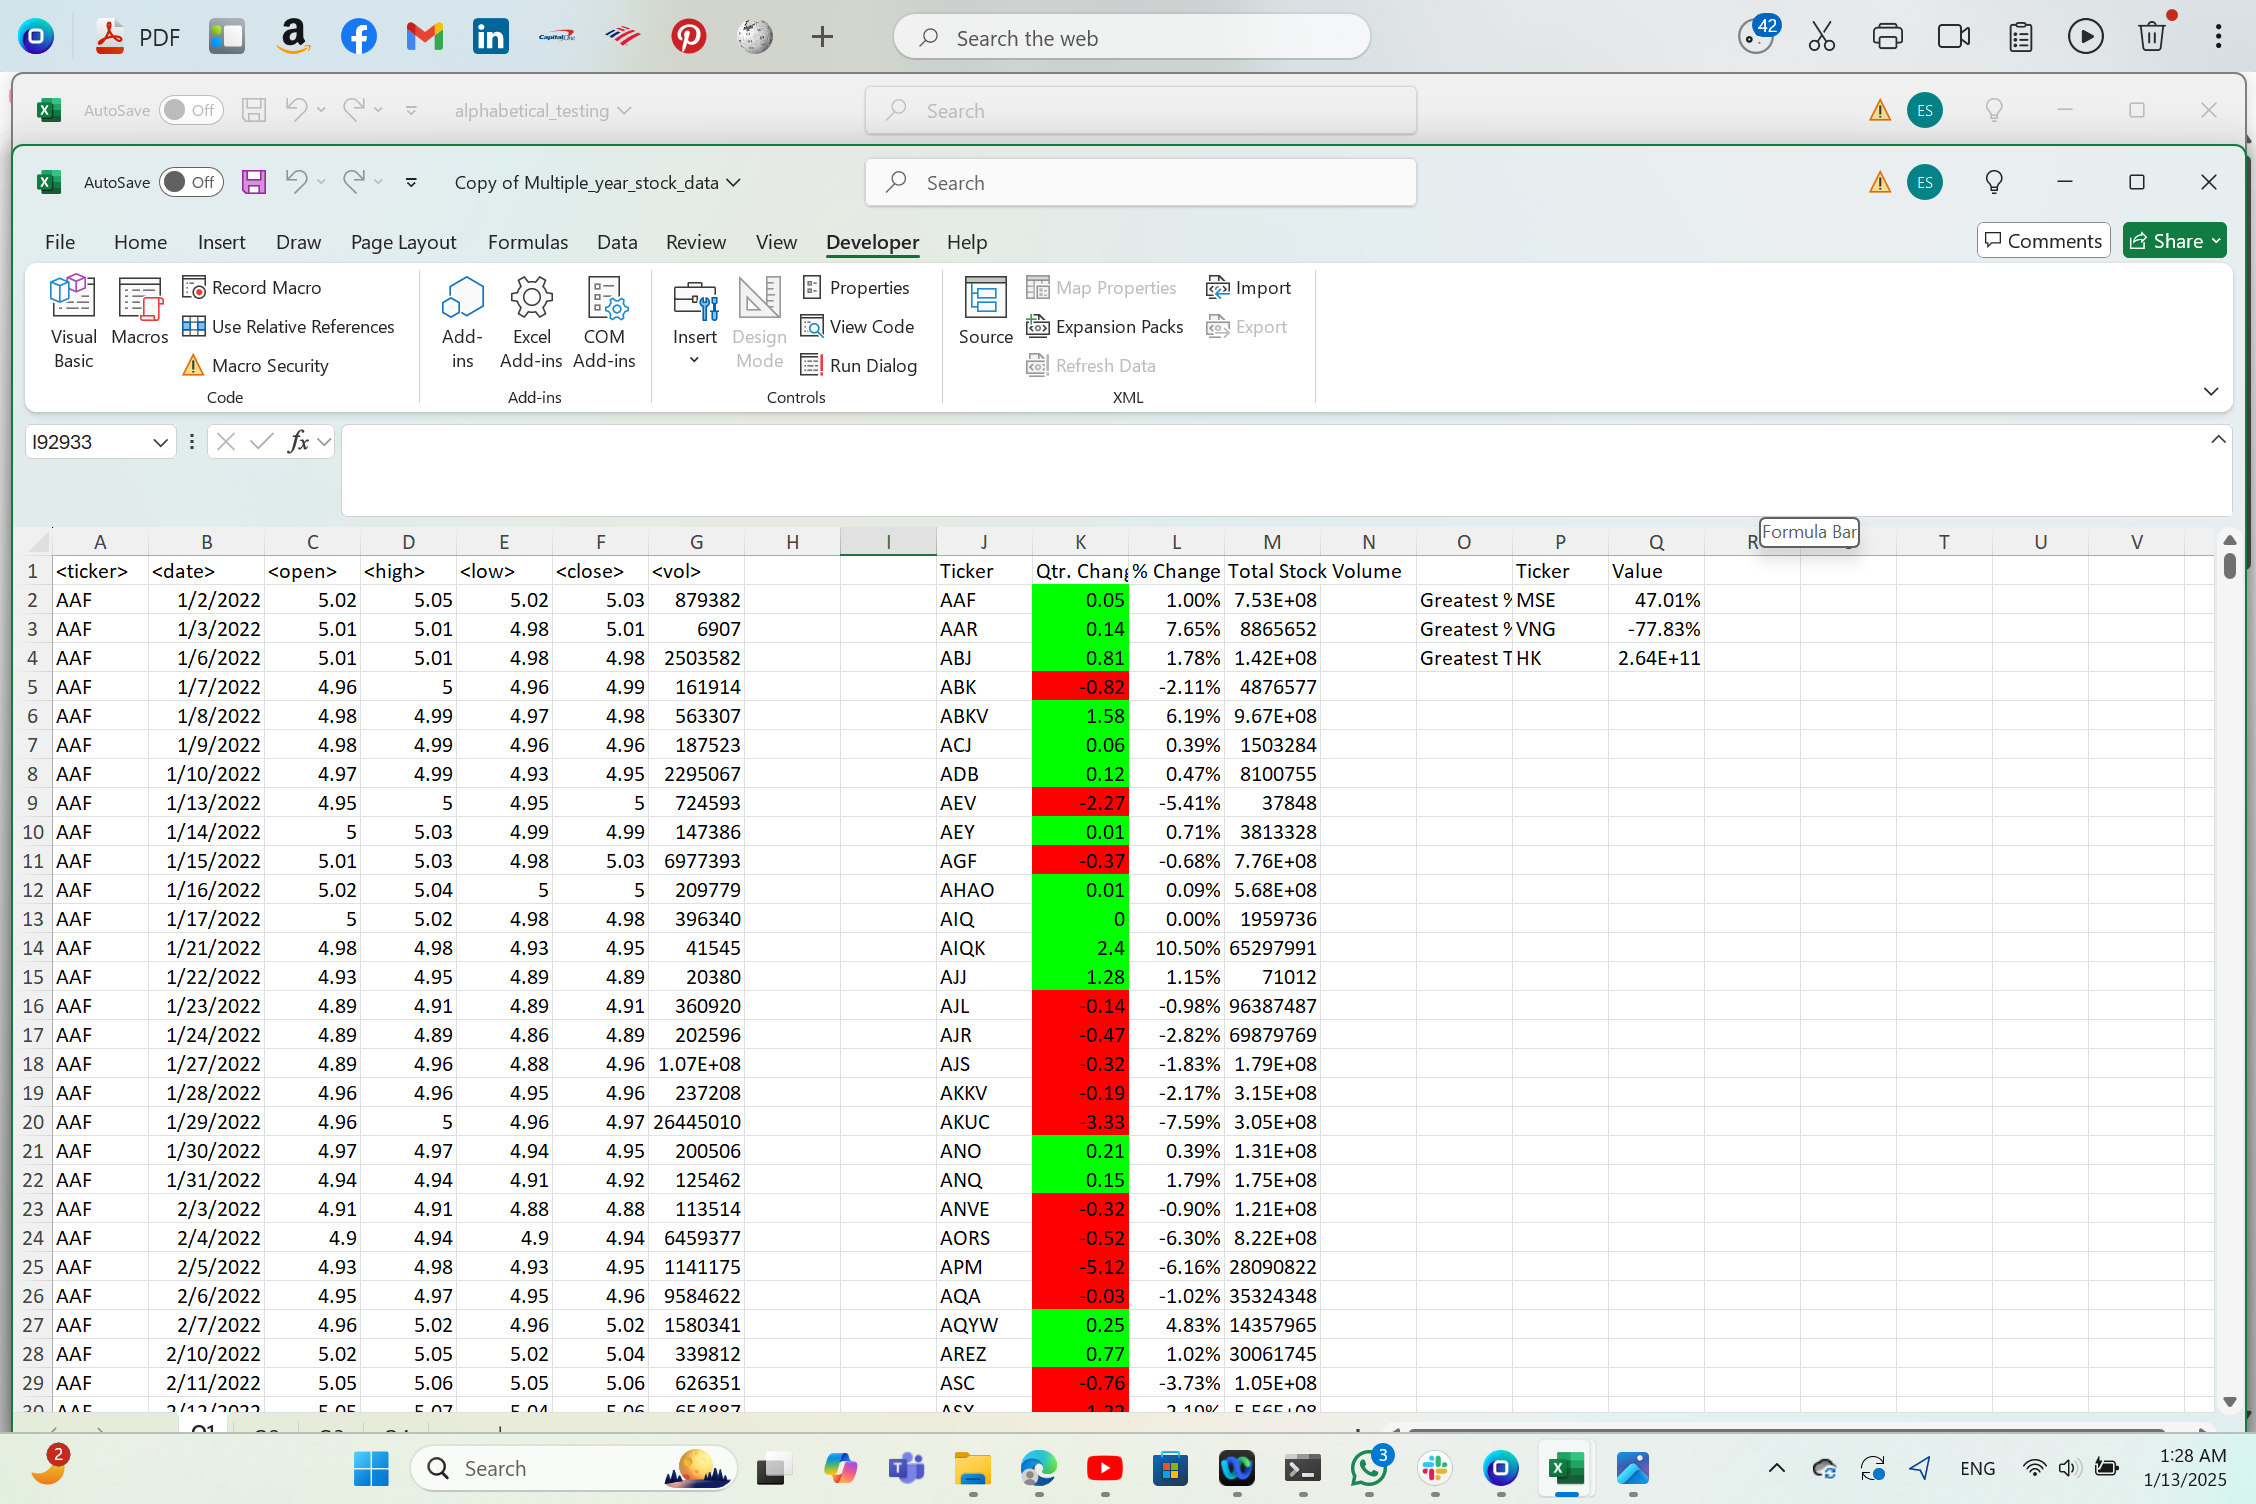 PDF
Search the web
42
AutoSave Off alphabetical_testing Search ES
AutoSave Off Copy of Multiple_year_stock_data Search ES
File Home Insert Draw Page Layout Formulas Data Review View Developer Help Comments Share
Visual Basic Macros Record Macro Use Relative References Macro Security Code
Add-ins Excel Add-ins COM Add-ins Add-ins
Insert Design Mode Properties View Code Run Dialog Controls
Source Map Properties Expansion Packs Refresh Data Import Export XML
I92933 fx
Formula Bar
A B C D E F G H I J K L M N O P Q R T U V
1 <ticker> <date> <open> <high> <low> <close> <vol> Ticker Qtr. Chang % Change Total Stock Volume Ticker Value
2 AAF 1/2/2022 5.02 5.05 5.02 5.03 879382 AAF 0.05 1.00% 7.53E+08 Greatest % MSE 47.01%
3 AAF 1/3/2022 5.01 5.01 4.98 5.01 6907 AAR 0.14 7.65% 8865652 Greatest % VNG -77.83%
4 AAF 1/6/2022 5.01 5.01 4.98 4.98 2503582 ABJ 0.81 1.78% 1.42E+08 Greatest T HK 2.64E+11
5 AAF 1/7/2022 4.96 5 4.96 4.99 161914 ABK -0.82 -2.11% 4876577
6 AAF 1/8/2022 4.98 4.99 4.97 4.98 563307 ABKV 1.58 6.19% 9.67E+08
7 AAF 1/9/2022 4.98 4.99 4.96 4.96 187523 ACJ 0.06 0.39% 1503284
8 AAF 1/10/2022 4.97 4.99 4.93 4.95 2295067 ADB 0.12 0.47% 8100755
9 AAF 1/13/2022 4.95 5 4.95 5 724593 AEV -2.27 -5.41% 37848
10 AAF 1/14/2022 5 5.03 4.99 4.99 147386 AEY 0.01 0.71% 3813328
11 AAF 1/15/2022 5.01 5.03 4.98 5.03 6977393 AGF -0.37 -0.68% 7.76E+08
12 AAF 1/16/2022 5.02 5.04 5 5 209779 AHAO 0.01 0.09% 5.68E+08
13 AAF 1/17/2022 5 5.02 4.98 4.98 396340 AIQ 0 0.00% 1959736
14 AAF 1/21/2022 4.98 4.98 4.93 4.95 41545 AIQK 2.4 10.50% 65297991
15 AAF 1/22/2022 4.93 4.95 4.89 4.89 20380 AJJ 1.28 1.15% 71012
16 AAF 1/23/2022 4.89 4.91 4.89 4.91 360920 AJL -0.14 -0.98% 96387487
17 AAF 1/24/2022 4.89 4.89 4.86 4.89 202596 AJR -0.47 -2.82% 69879769
18 AAF 1/27/2022 4.89 4.96 4.88 4.96 1.07E+08 AJS -0.32 -1.83% 1.79E+08
19 AAF 1/28/2022 4.96 4.96 4.95 4.96 237208 AKKV -0.19 -2.17% 3.15E+08
20 AAF 1/29/2022 4.96 5 4.96 4.97 26445010 AKUC -3.33 -7.59% 3.05E+08
21 AAF 1/30/2022 4.97 4.97 4.94 4.95 200506 ANO 0.21 0.39% 1.31E+08
22 AAF 1/31/2022 4.94 4.94 4.91 4.92 125462 ANQ 0.15 1.79% 1.75E+08
23 AAF 2/3/2022 4.91 4.91 4.88 4.88 113514 ANVE -0.32 -0.90% 1.21E+08
24 AAF 2/4/2022 4.9 4.94 4.9 4.94 6459377 AORS -0.52 -6.30% 8.22E+08
25 AAF 2/5/2022 4.93 4.98 4.93 4.95 1141175 APM -5.12 -6.16% 28090822
26 AAF 2/6/2022 4.95 4.97 4.95 4.96 9584622 AQA -0.03 -1.02% 35324348
27 AAF 2/7/2022 4.96 5.02 4.96 5.02 1580341 AQYW 0.25 4.83% 14357965
28 AAF 2/10/2022 5.02 5.05 5.02 5.04 339812 AREZ 0.77 1.02% 30061745
29 AAF 2/11/2022 5.05 5.06 5.05 5.06 626351 ASC -0.76 -3.73% 1.05E+08
2 Search 3 ENG 1:28 AM
1/13/2025